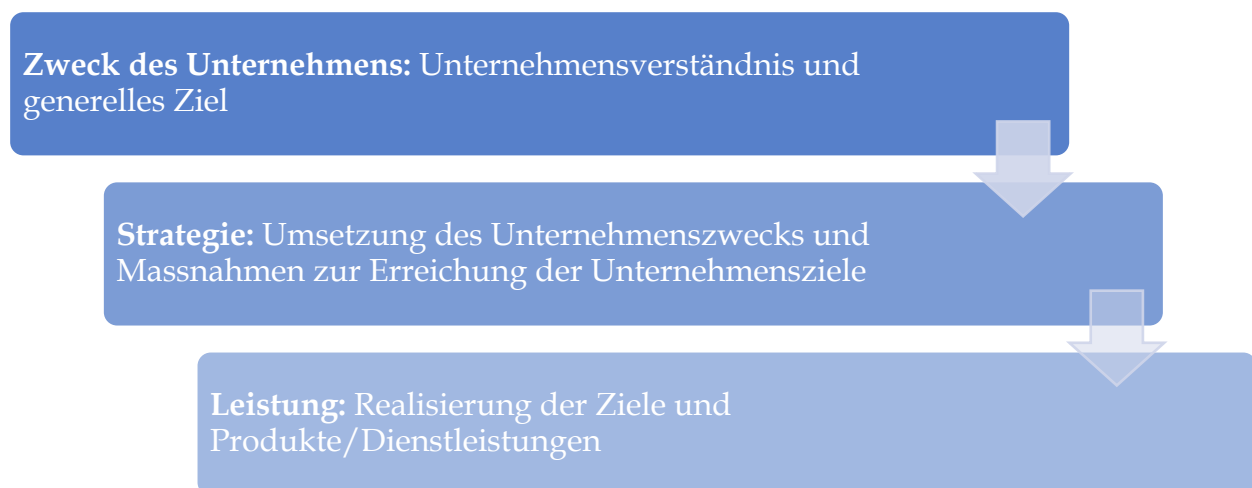 Zweck des Unternehmens: Unternehmensverständnis und
generelles Ziel
Strategie: Umsetzung des Unternehmenszwecks und
Massnahmen zur Erreichung der Unternehmensziele
Leistung: Realisierung der Ziele und
Produkte/Dienstleistungen